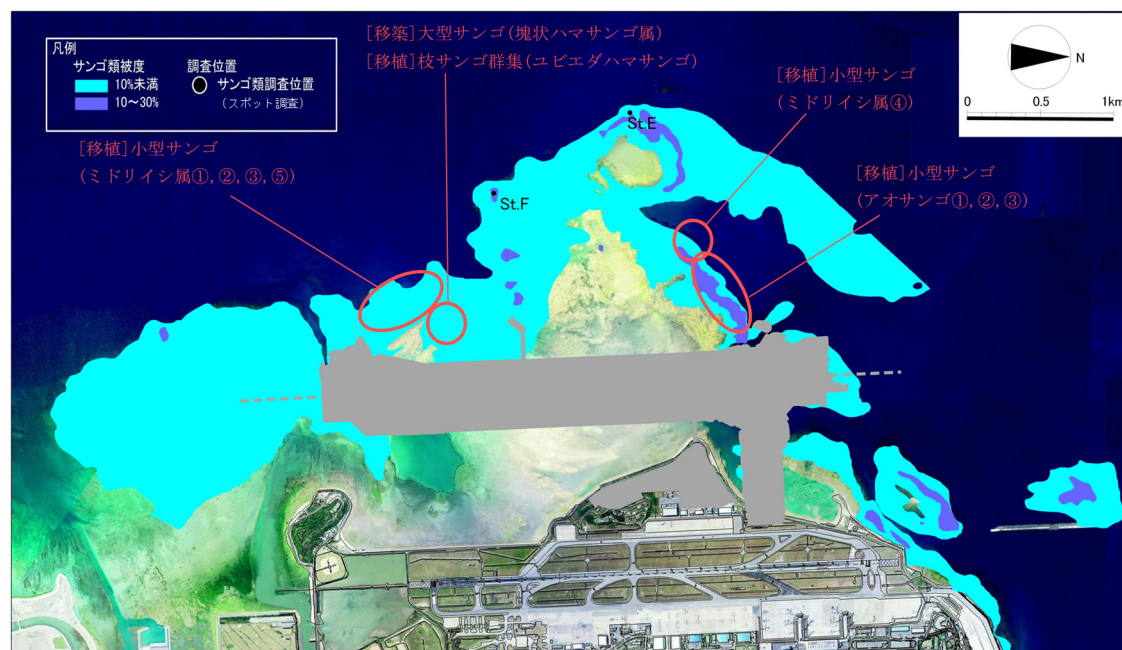 凡例
サンゴ類被度
10%未満
10～30%
調査位置
サンゴ類調査位置
（スポット調査）
[移築]大型サンゴ(塊状ハマサンゴ属)
[移植]枝サンゴ群集(ユビエダハマサンゴ)
[移植]小型サンゴ
(ミドリイシ属④)
[移植]小型サンゴ
(アオサンゴ①,②,③)
[移植]小型サンゴ
(ミドリイシ属①,②,③,⑤)
St.E
St.F
N
0 0.5 1km